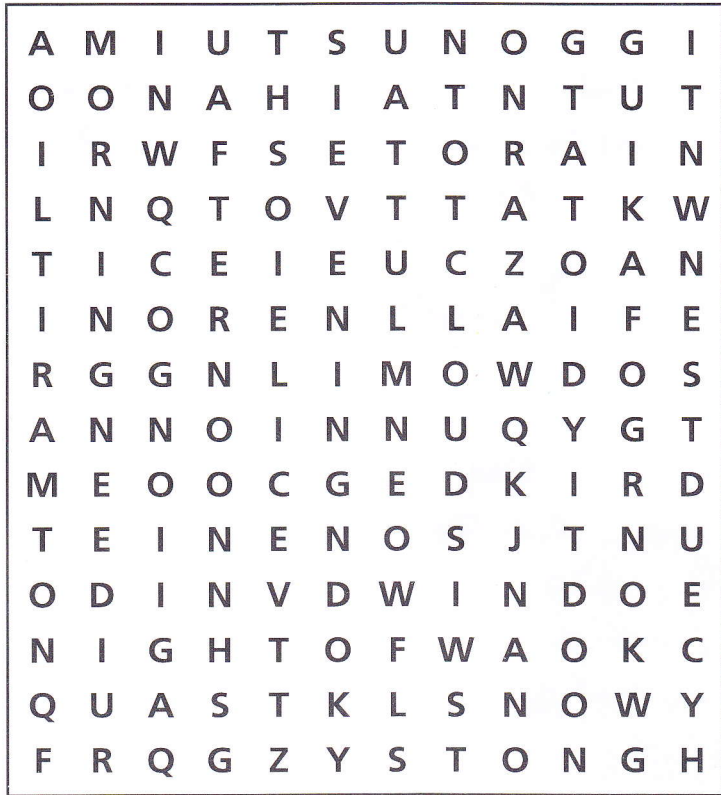 A M I U T S U N O G G I
O O N A H I A T N T U T
I R W F S E T O R A I N
L N Q T O V T T A T K W
T I C E I E U C Z O A N
I N O R E N L L A I F E
R G G N L I M O W D O S
A N N O I N N U Q Y G T
M E O O C G E D K I R D
T E I N E N O S J T N U
O D I N V D W I N D O E
N I G H T O F W A O K C
Q U A S T K L S N O W Y
F R Q G Z Y S T O N G H